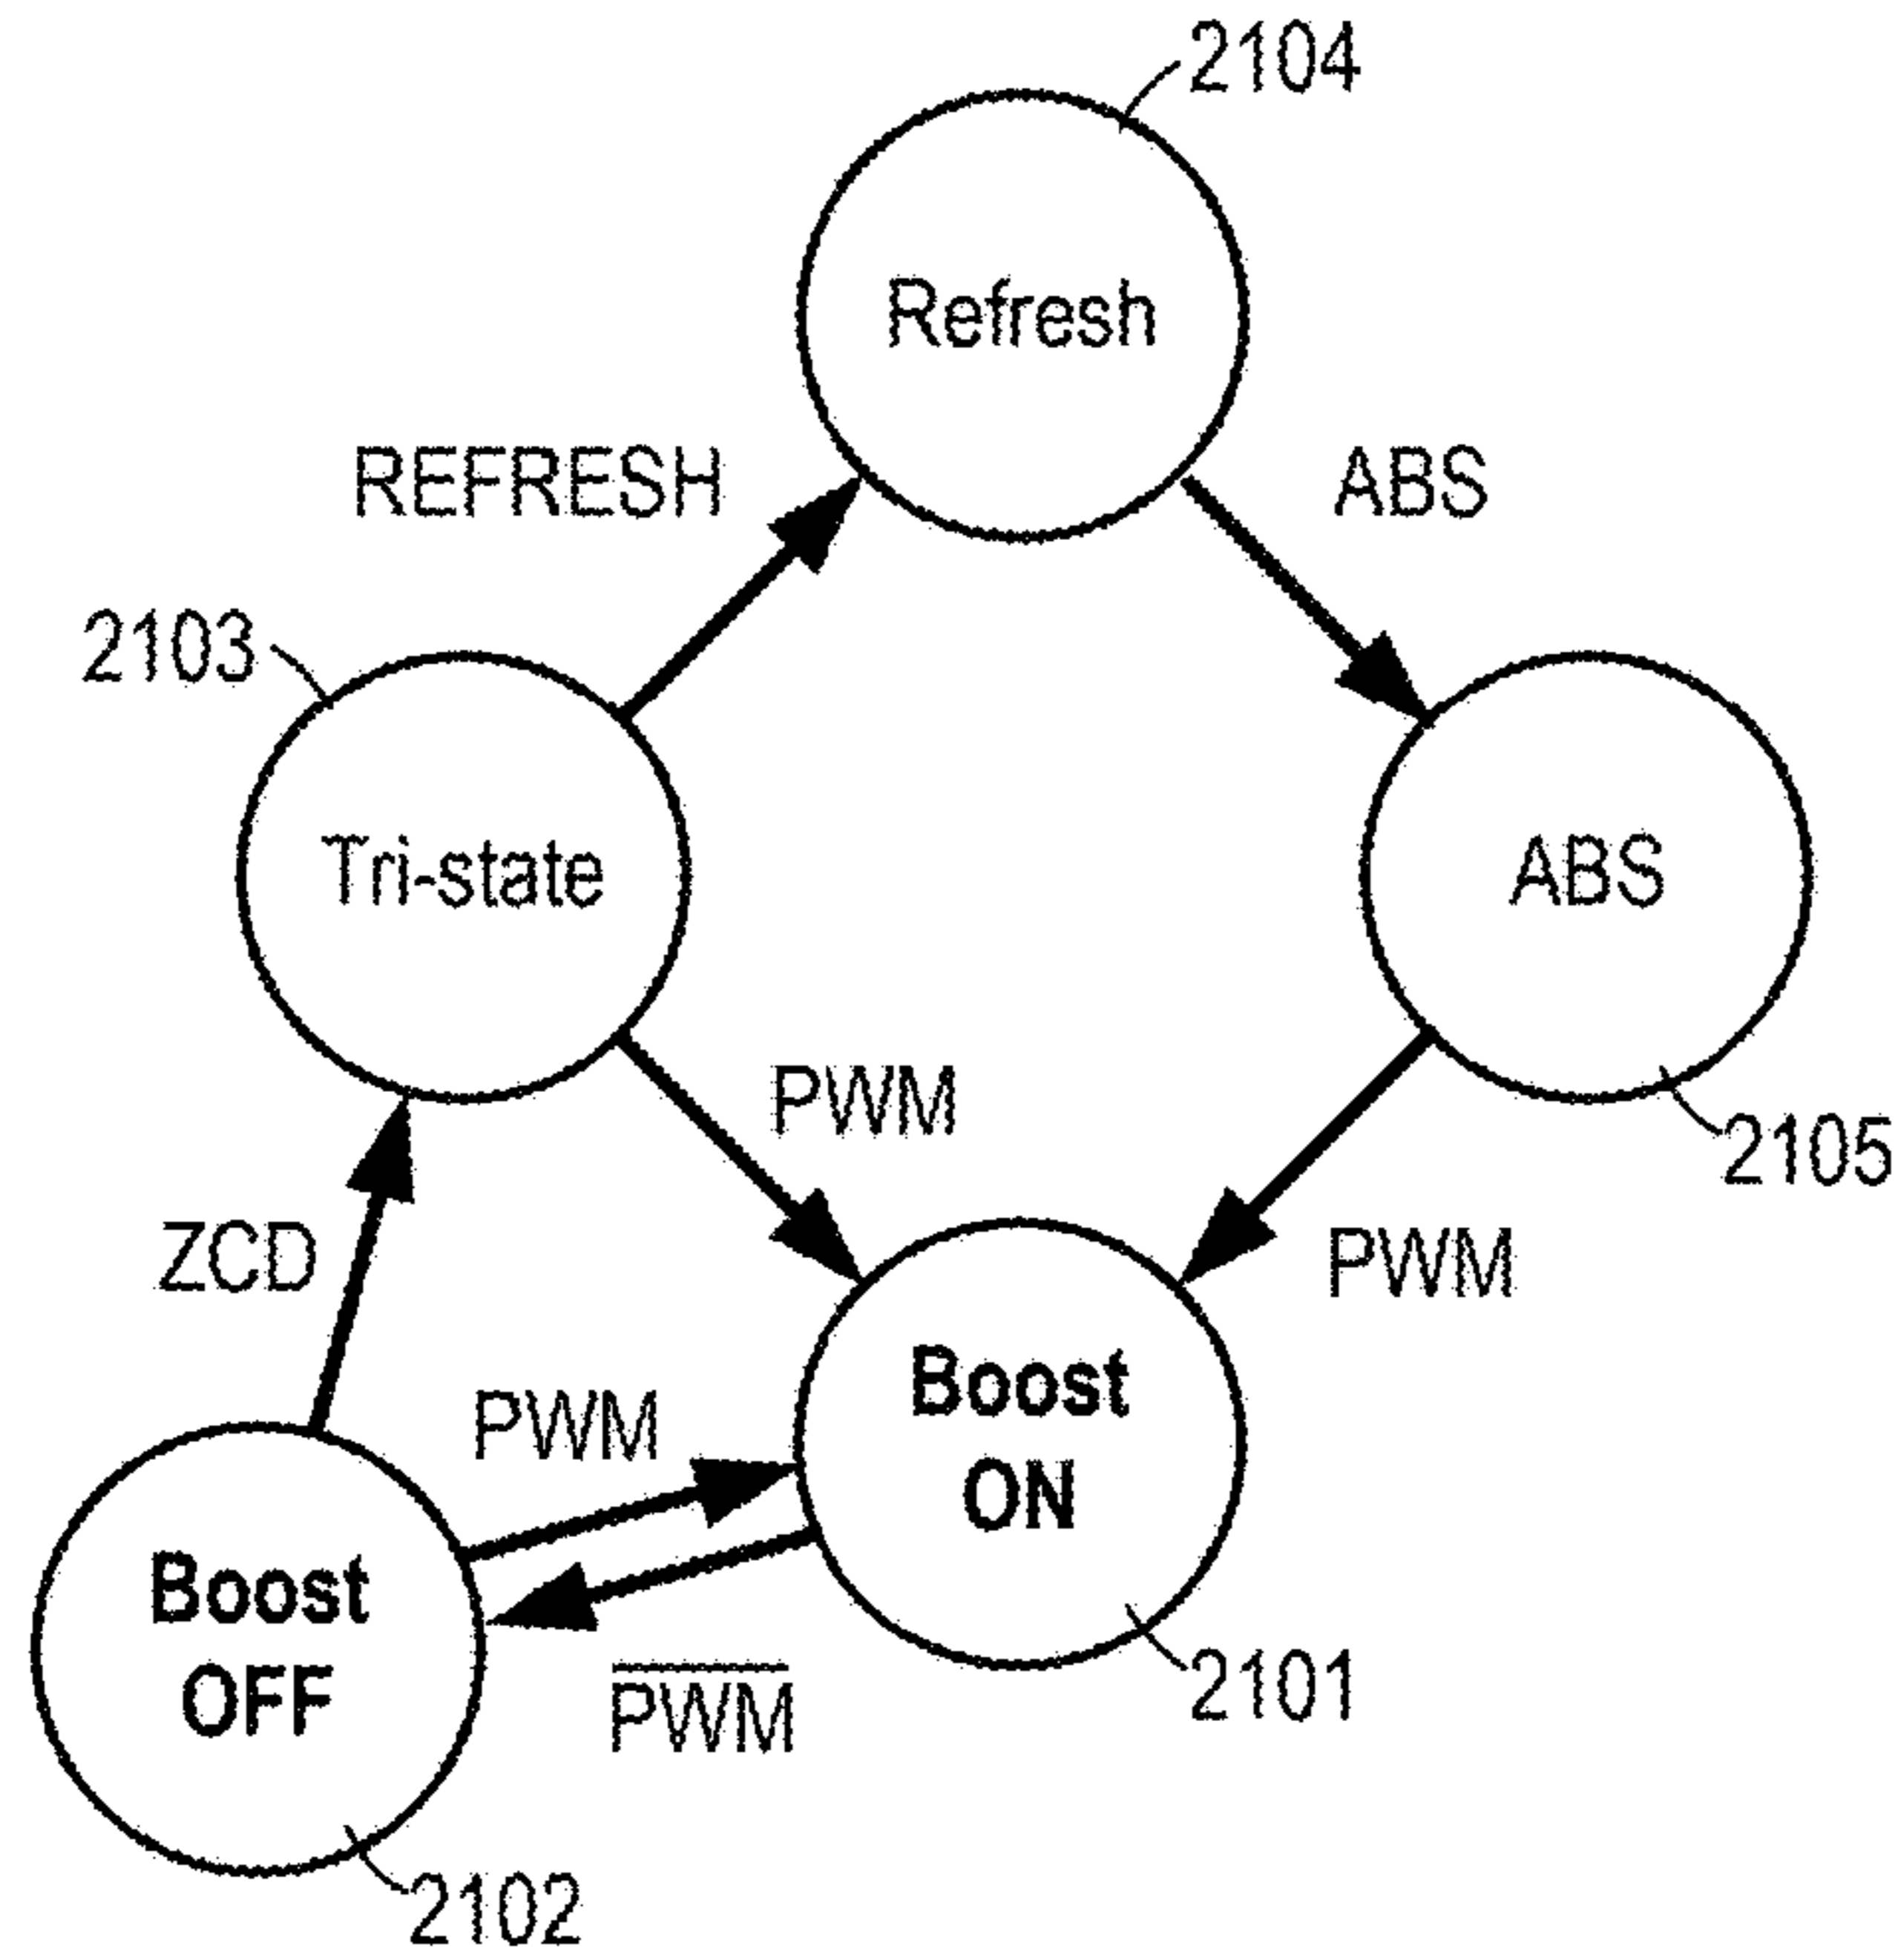 2104
Refresh
REFRESH
ABS
2103
Tri-state
ABS
PWM
2105
ZCD
PWM
Boost
ON
PWM
Boost
OFF
P̅W̅M̅
2101
2102